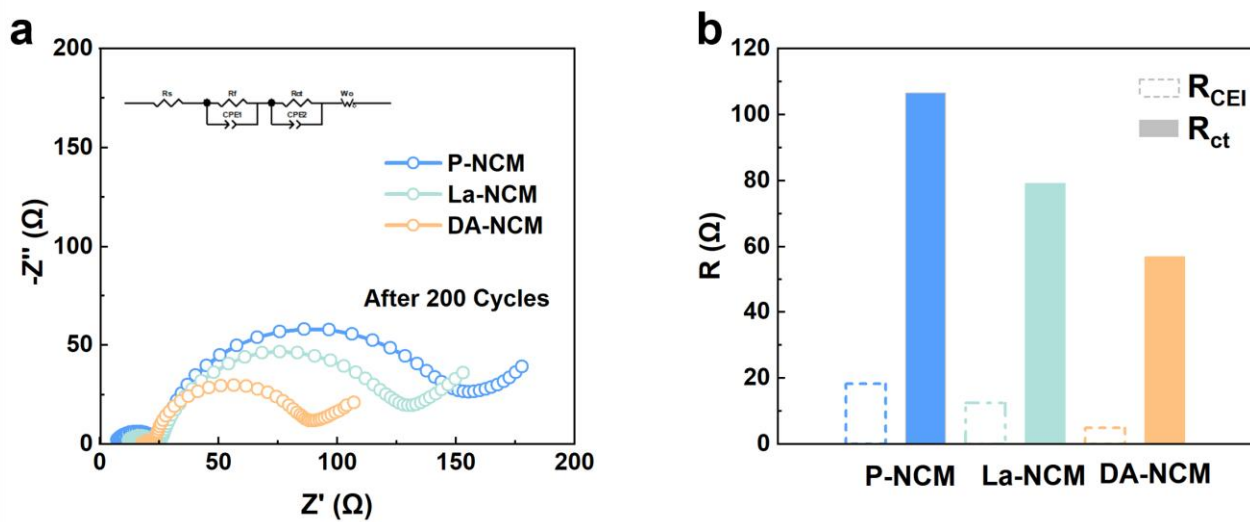 a
200
150
100
50
0
-Z'' (Ω)
Rs Rf Rct Wo
CPE1 CPE2
P-NCM
La-NCM
DA-NCM
After 200 Cycles
0 50 100 150 200
Z' (Ω)
b
120
100
80
60
40
20
0
R (Ω)
RCEI
Rct
P-NCM La-NCM DA-NCM